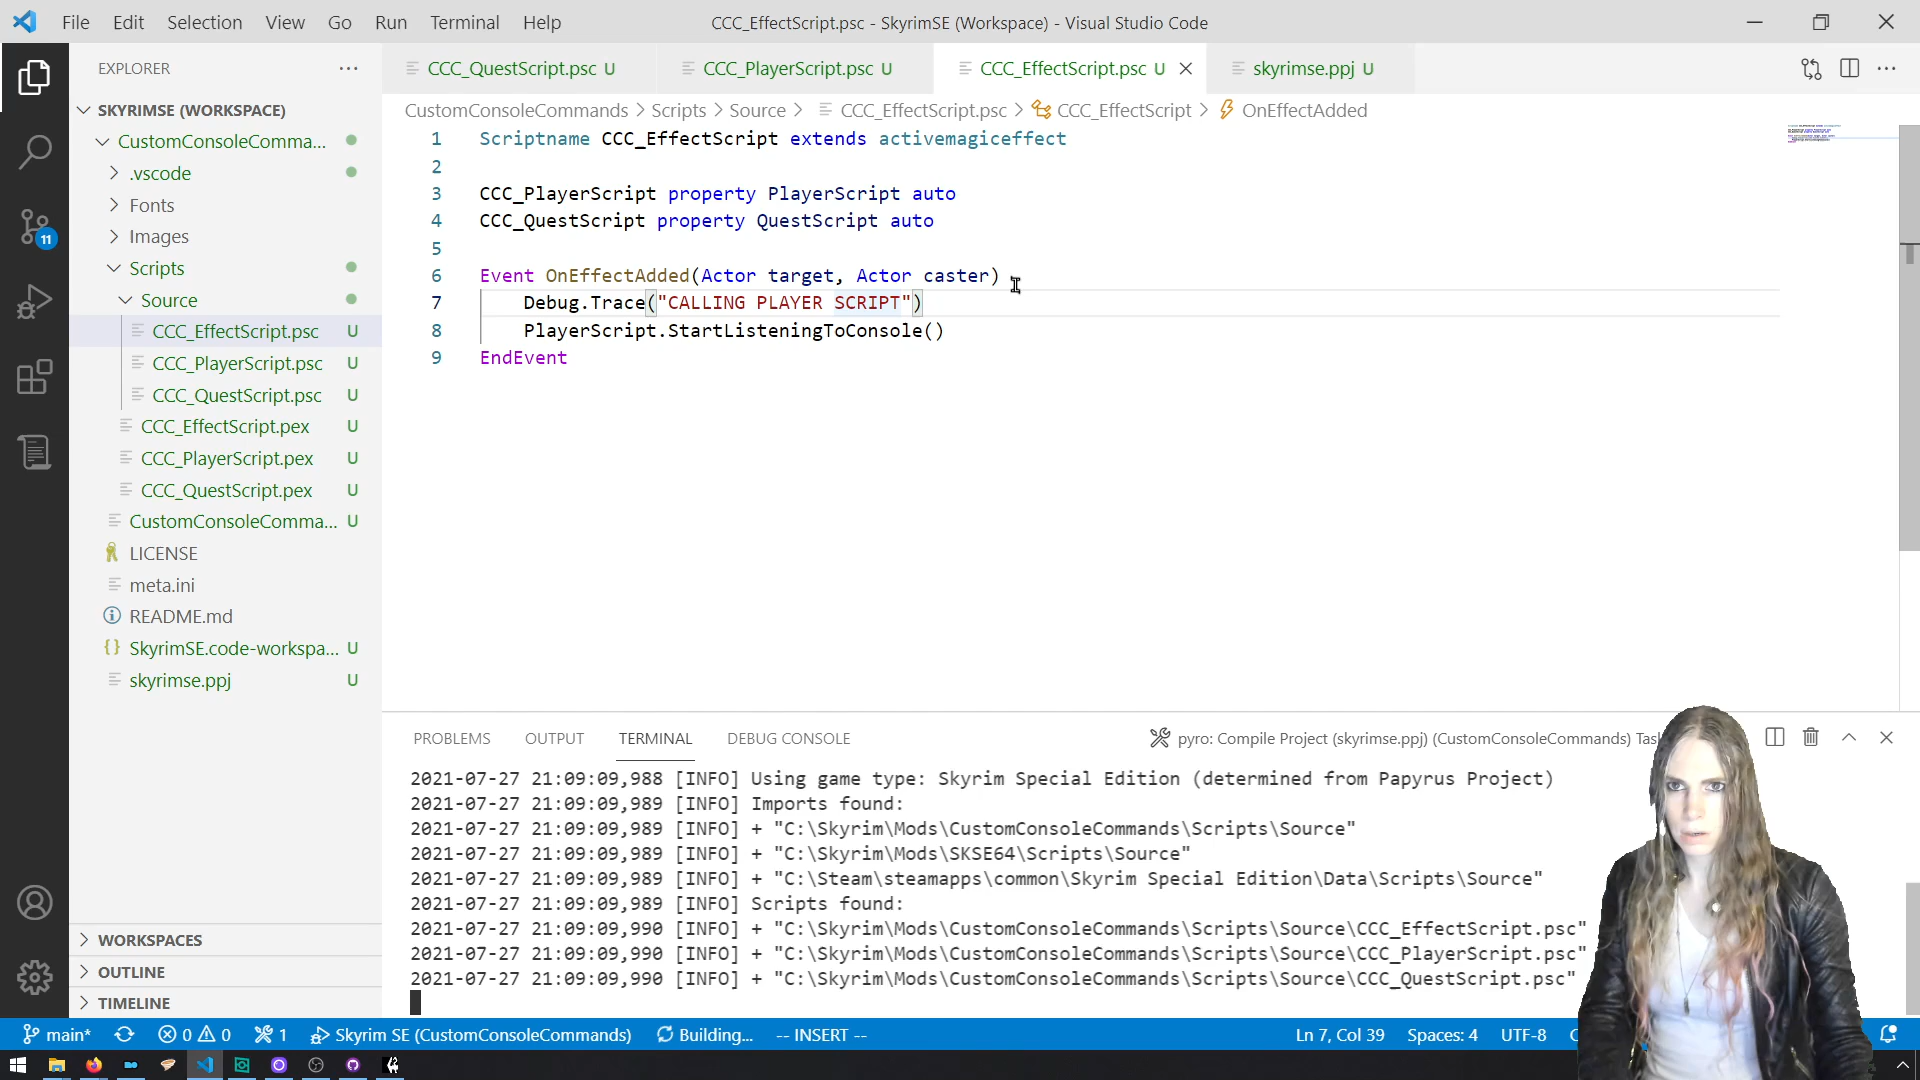 File Edit Selection View Go Run Terminal Help
CCC_EffectScript.psc - SkyrimSE (Workspace) - Visual Studio Code
EXPLORER
SKYRIMSE (WORKSPACE)
CustomConsoleComma...
.vscode
Fonts
Images
Scripts
Source
CCC_EffectScript.psc U
CCC_PlayerScript.psc U
CCC_QuestScript.psc U
CCC_EffectScript.pex U
CCC_PlayerScript.pex U
CCC_QuestScript.pex U
CustomConsoleComma... U
LICENSE
meta.ini
README.md
SkyrimSE.code-workspa... U
skyrimse.ppj U
WORKSPACES
OUTLINE
TIMELINE
11
CCC_QuestScript.psc U
CCC_PlayerScript.psc U
CCC_EffectScript.psc U
skyrimse.ppj U
CustomConsoleCommands > Scripts > Source > CCC_EffectScript.psc > CCC_EffectScript > OnEffectAdded
1 Scriptname CCC_EffectScript extends activemagiceffect
2
3 CCC_PlayerScript property PlayerScript auto
4 CCC_QuestScript property QuestScript auto
5
6 Event OnEffectAdded(Actor target, Actor caster)
7 Debug.Trace("CALLING PLAYER SCRIPT")
8 PlayerScript.StartListeningToConsole()
9 EndEvent
PROBLEMS OUTPUT TERMINAL DEBUG CONSOLE
pyro: Compile Project (skyrimse.ppj) (CustomConsoleCommands)
2021-07-27 21:09:09,988 [INFO] Using game type: Skyrim Special Edition (determined from Papyrus Project)
2021-07-27 21:09:09,989 [INFO] Imports found:
2021-07-27 21:09:09,989 [INFO] + "C:\Skyrim\Mods\CustomConsoleCommands\Scripts\Source"
2021-07-27 21:09:09,989 [INFO] + "C:\Skyrim\Mods\SKSE64\Scripts\Source"
2021-07-27 21:09:09,989 [INFO] + "C:\Steam\steamapps\common\Skyrim Special Edition\Data\Scripts\Source"
2021-07-27 21:09:09,989 [INFO] Scripts found:
2021-07-27 21:09:09,990 [INFO] + "C:\Skyrim\Mods\CustomConsoleCommands\Scripts\Source\CCC_EffectScript.psc"
2021-07-27 21:09:09,990 [INFO] + "C:\Skyrim\Mods\CustomConsoleCommands\Scripts\Source\CCC_PlayerScript.psc"
2021-07-27 21:09:09,990 [INFO] + "C:\Skyrim\Mods\CustomConsoleCommands\Scripts\Source\CCC_QuestScript.psc"
main* 0 0 1 Skyrim SE (CustomConsoleCommands) Building... -- INSERT -- Ln 7, Col 39 Spaces: 4 UTF-8